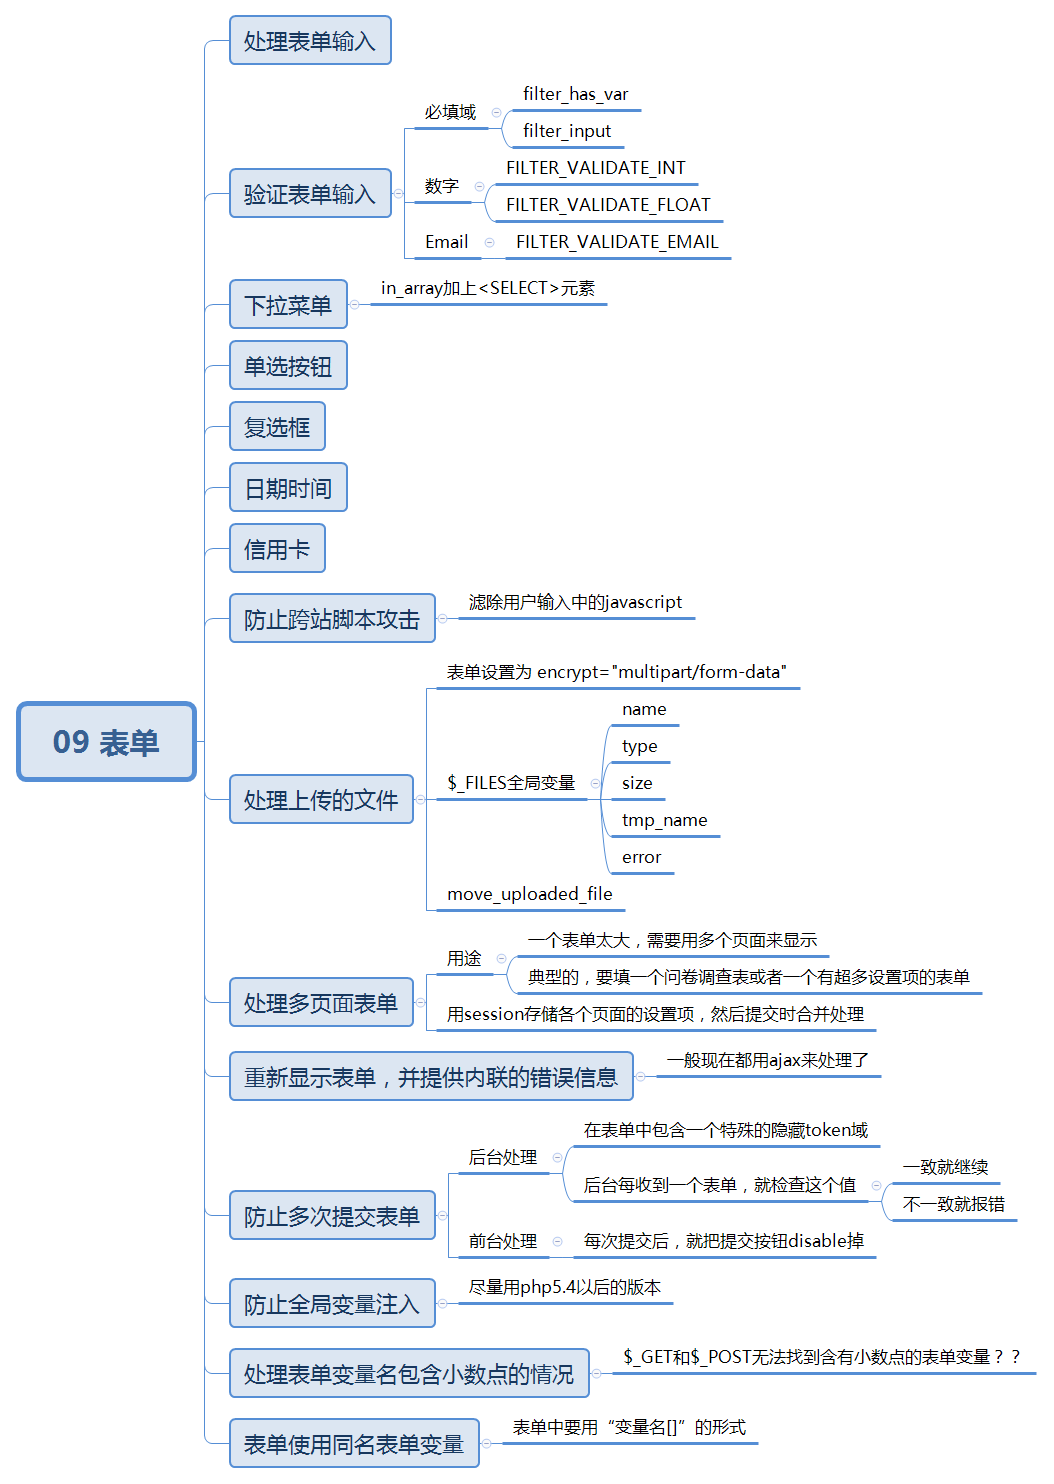 09 表单
处理表单输入
验证表单输入
必填域
filter_has_var
filter_input
数字
FILTER_VALIDATE_INT
FILTER_VALIDATE_FLOAT
Email
FILTER_VALIDATE_EMAIL
下拉菜单
in_array加上<SELECT>元素
单选按钮
复选框
日期时间
信用卡
防止跨站脚本攻击
滤除用户输入中的javascript
处理上传的文件
表单设置为 encrypt="multipart/form-data"
$_FILES全局变量
name
type
size
tmp_name
error
move_uploaded_file
处理多页面表单
用途
一个表单太大，需要用多个页面来显示
典型的，要填一个问卷调查表或者一个有超多设置项的表单
用session存储各个页面的设置项，然后提交时合并处理
重新显示表单，并提供内联的错误信息
一般现在都用ajax来处理了
防止多次提交表单
后台处理
在表单中包含一个特殊的隐藏token域
后台每收到一个表单，就检查这个值
一致就继续
不一致就报错
前台处理
每次提交后，就把提交按钮disable掉
防止全局变量注入
尽量用php5.4以后的版本
处理表单变量名包含小数点的情况
$_GET和$_POST无法找到含有小数点的表单变量？？
表单使用同名表单变量
表单中要用“变量名[]”的形式